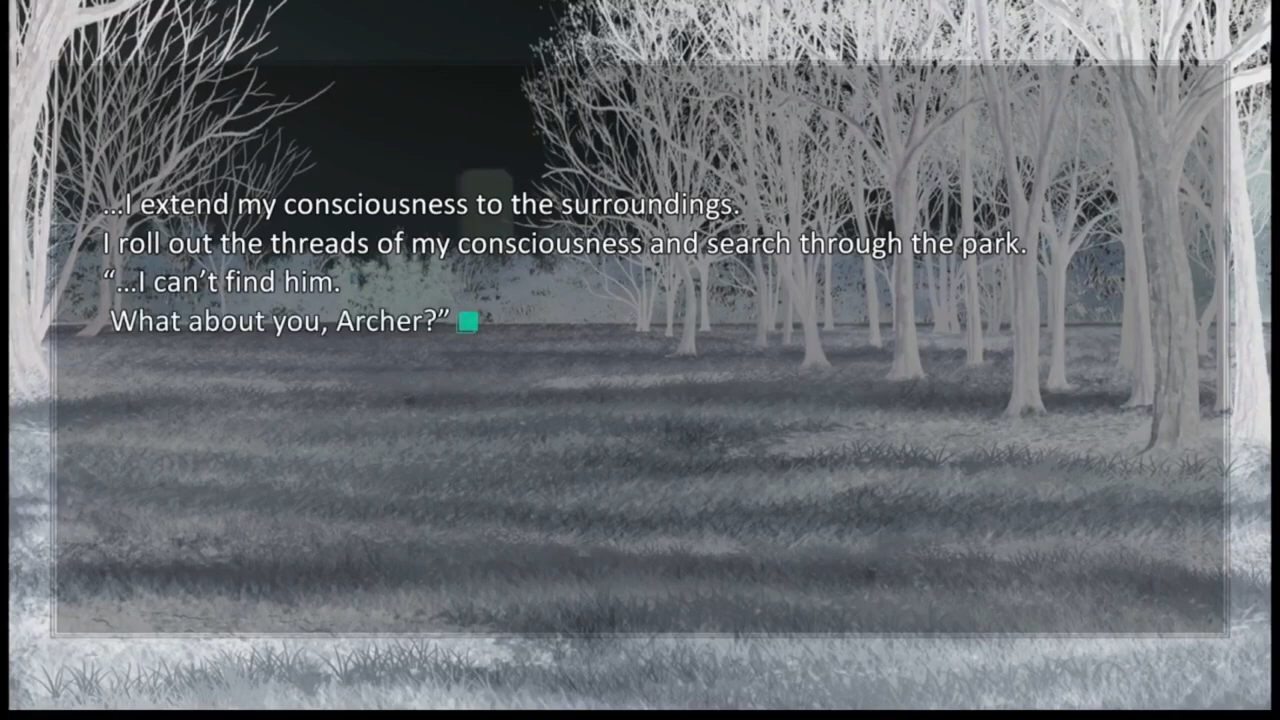 ...I extend my consciousness to the surroundings.
I roll out the threads of my consciousness and search through the park.
“...I can’t find him.
What about you, Archer?”